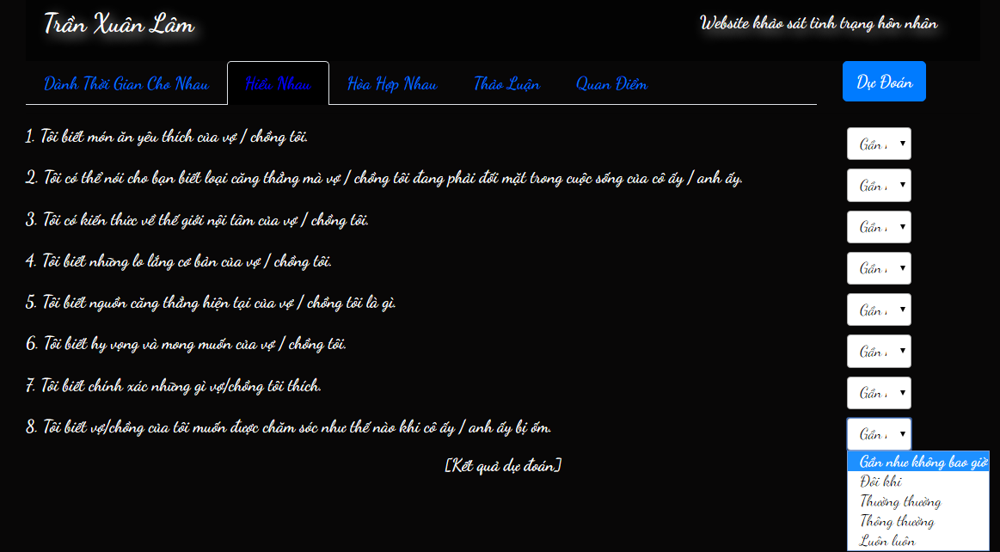 Trần Xuân Lâm
Website khảo sát tình trạng hôn nhân
Dành Thời Gian Cho Nhau
Hiểu Nhau
Hòa Hợp Nhau
Thảo Luận
Quan Điểm
Dự Đoán
1. Tôi biết món ăn yêu thích của vợ / chồng tôi.
Gần
2. Tôi có thể nói cho bạn biết loại căng thẳng mà vợ / chồng tôi đang phải đối mặt trong cuộc sống của cô ấy / anh ấy.
Gần
3. Tôi có kiến thức về thế giới nội tâm của vợ / chồng tôi.
Gần
4. Tôi biết những lo lắng cơ bản của vợ / chồng tôi.
Gần
5. Tôi biết nguồn căng thẳng hiện tại của vợ / chồng tôi là gì.
Gần
6. Tôi biết hy vọng và mong muốn của vợ / chồng tôi.
Gần
7. Tôi biết chính xác những gì vợ/chồng tôi thích.
Gần
8. Tôi biết vợ/chồng của tôi muốn được chăm sóc như thế nào khi cô ấy / anh ấy bị ốm.
Gần
[Kết quả dự đoán]
Gần như không bao giờ
Đôi khi
Thường thường
Thông thường
Luôn luôn